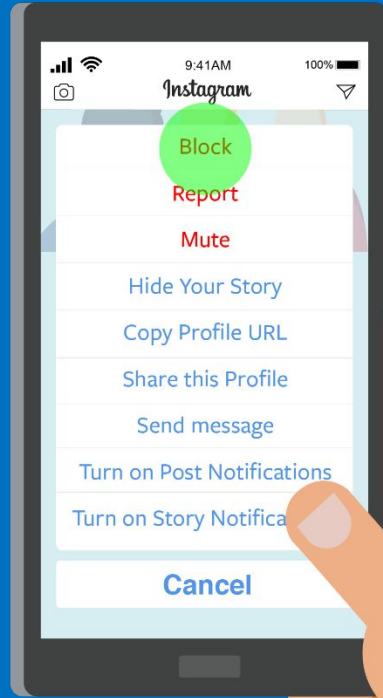 9:41AM 100%
Instagram
Block
Report
Mute
Hide Your Story
Copy Profile URL
Share this Profile
Send message
Turn on Post Notifications
Turn on Story
Cancel